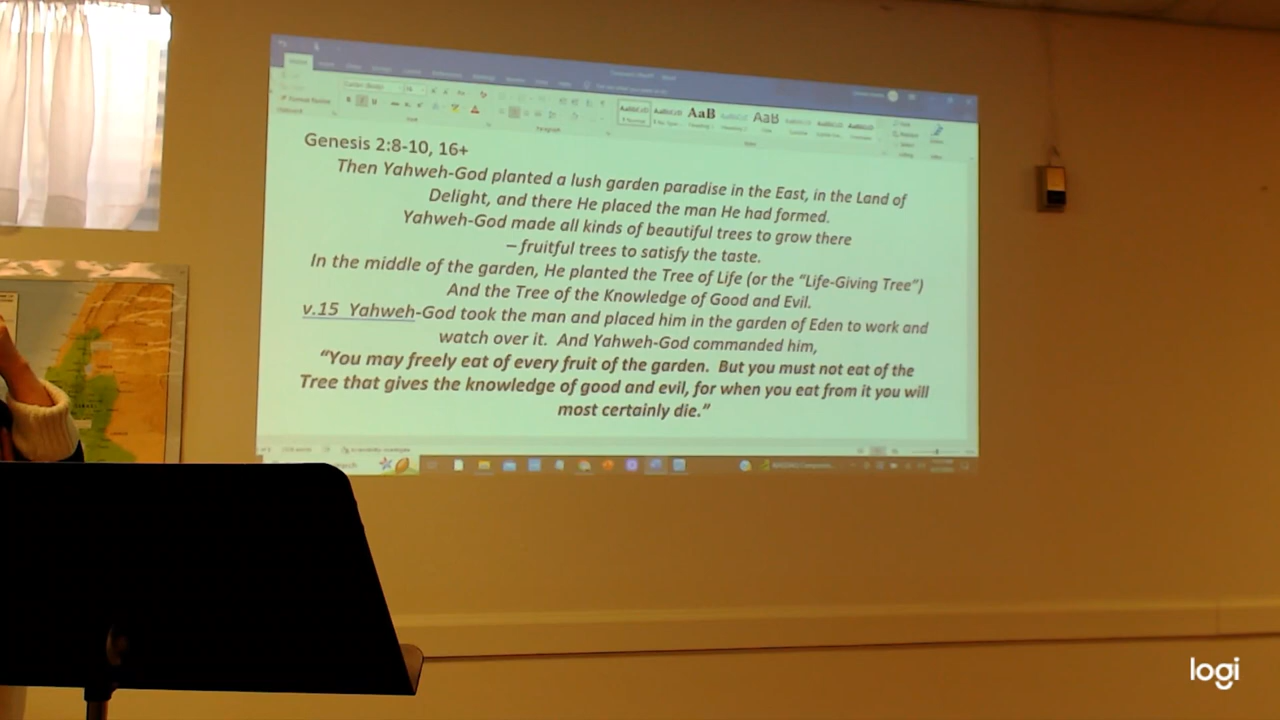 Genesis 2:8-10, 16+
Then Yahweh-God planted a lush garden paradise in the East, in the Land of
Delight, and there He placed the man He had formed.
Yahweh-God made all kinds of beautiful trees to grow there
– fruitful trees to satisfy the taste.
In the middle of the garden, He planted the Tree of Life (or the “Life-Giving Tree”)
And the Tree of the Knowledge of Good and Evil.
v.15 Yahweh-God took the man and placed him in the garden of Eden to work and
watch over it. And Yahweh-God commanded him,
“You may freely eat of every fruit of the garden. But you must not eat of the
Tree that gives the knowledge of good and evil, for when you eat from it you will
most certainly die.”
logi